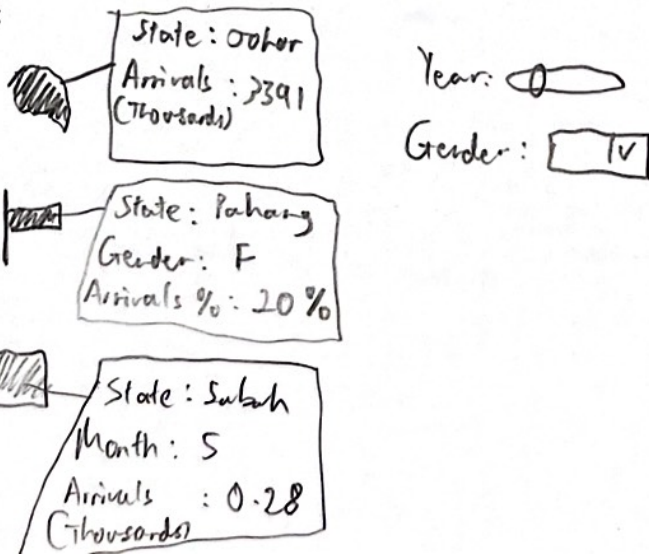 State: Johor
Arrivals : 3391
(Thousands)
Year:
Gender:
State: Pahang
Gender: F
Arrivals %: 20%
State: Sabah
Month: 5
Arrivals : 0.28
(Thousands)